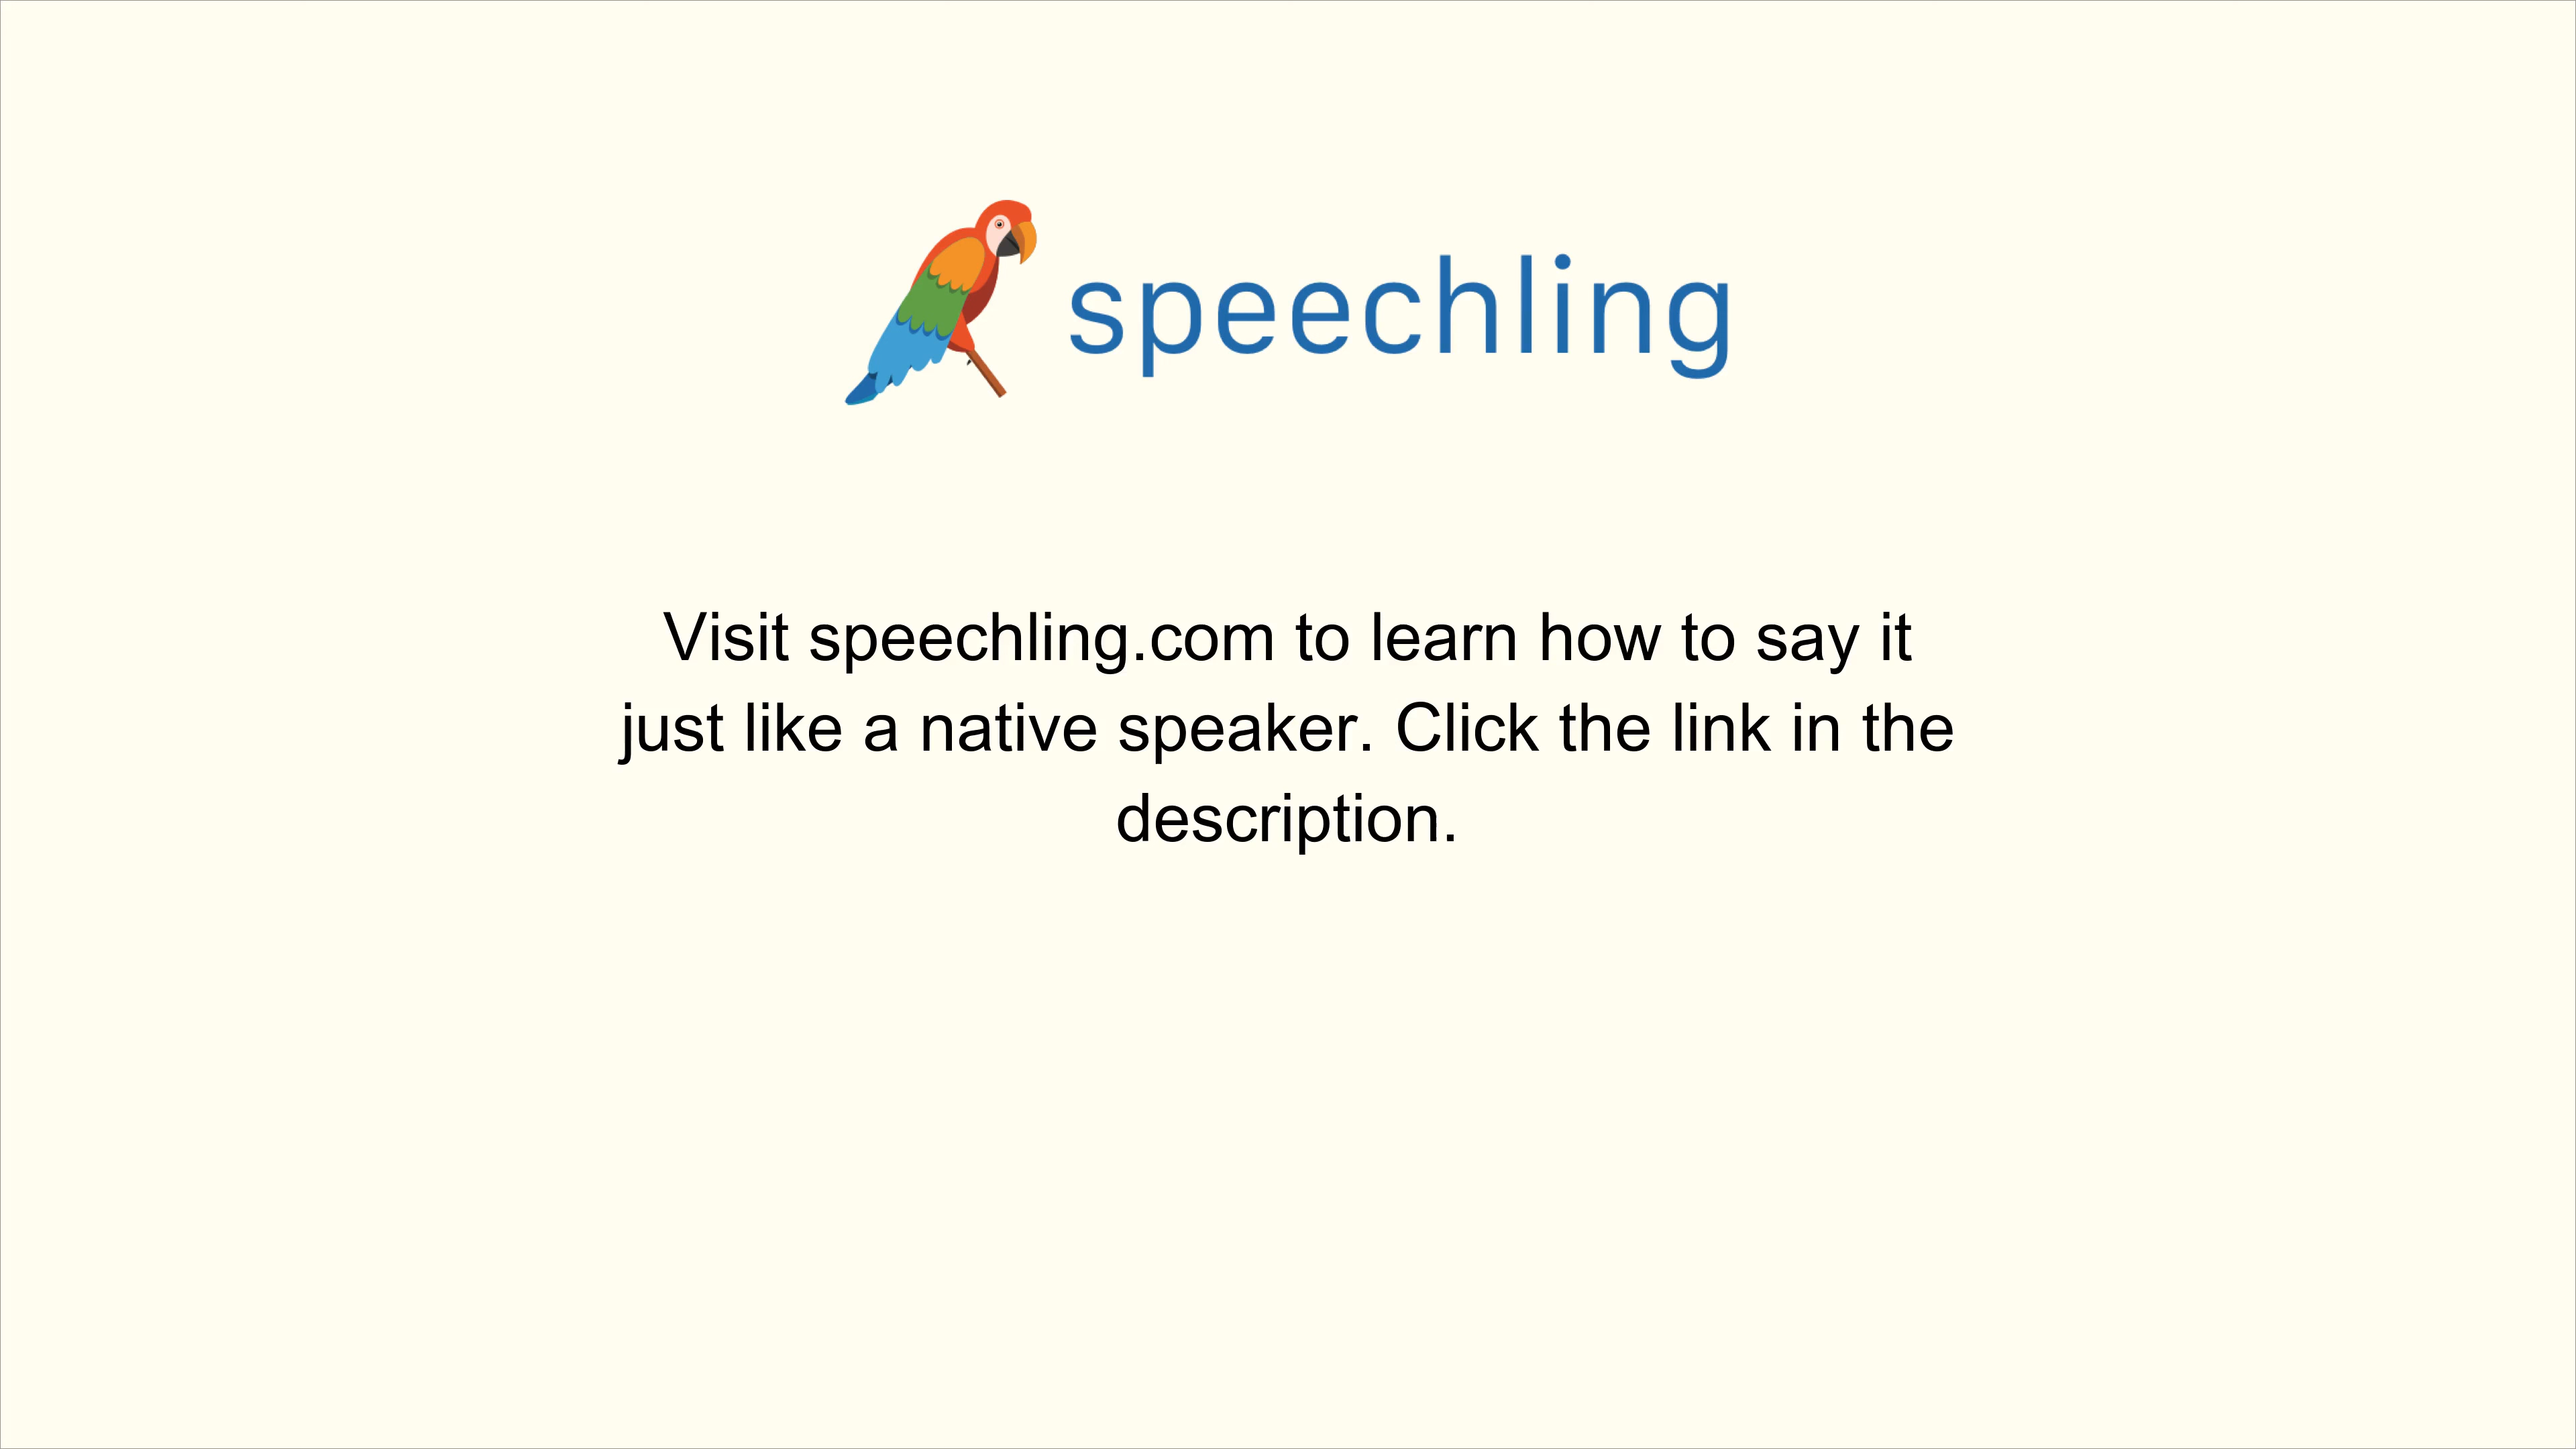 speechling
Visit speechling.com to learn how to say it
just like a native speaker. Click the link in the
description.